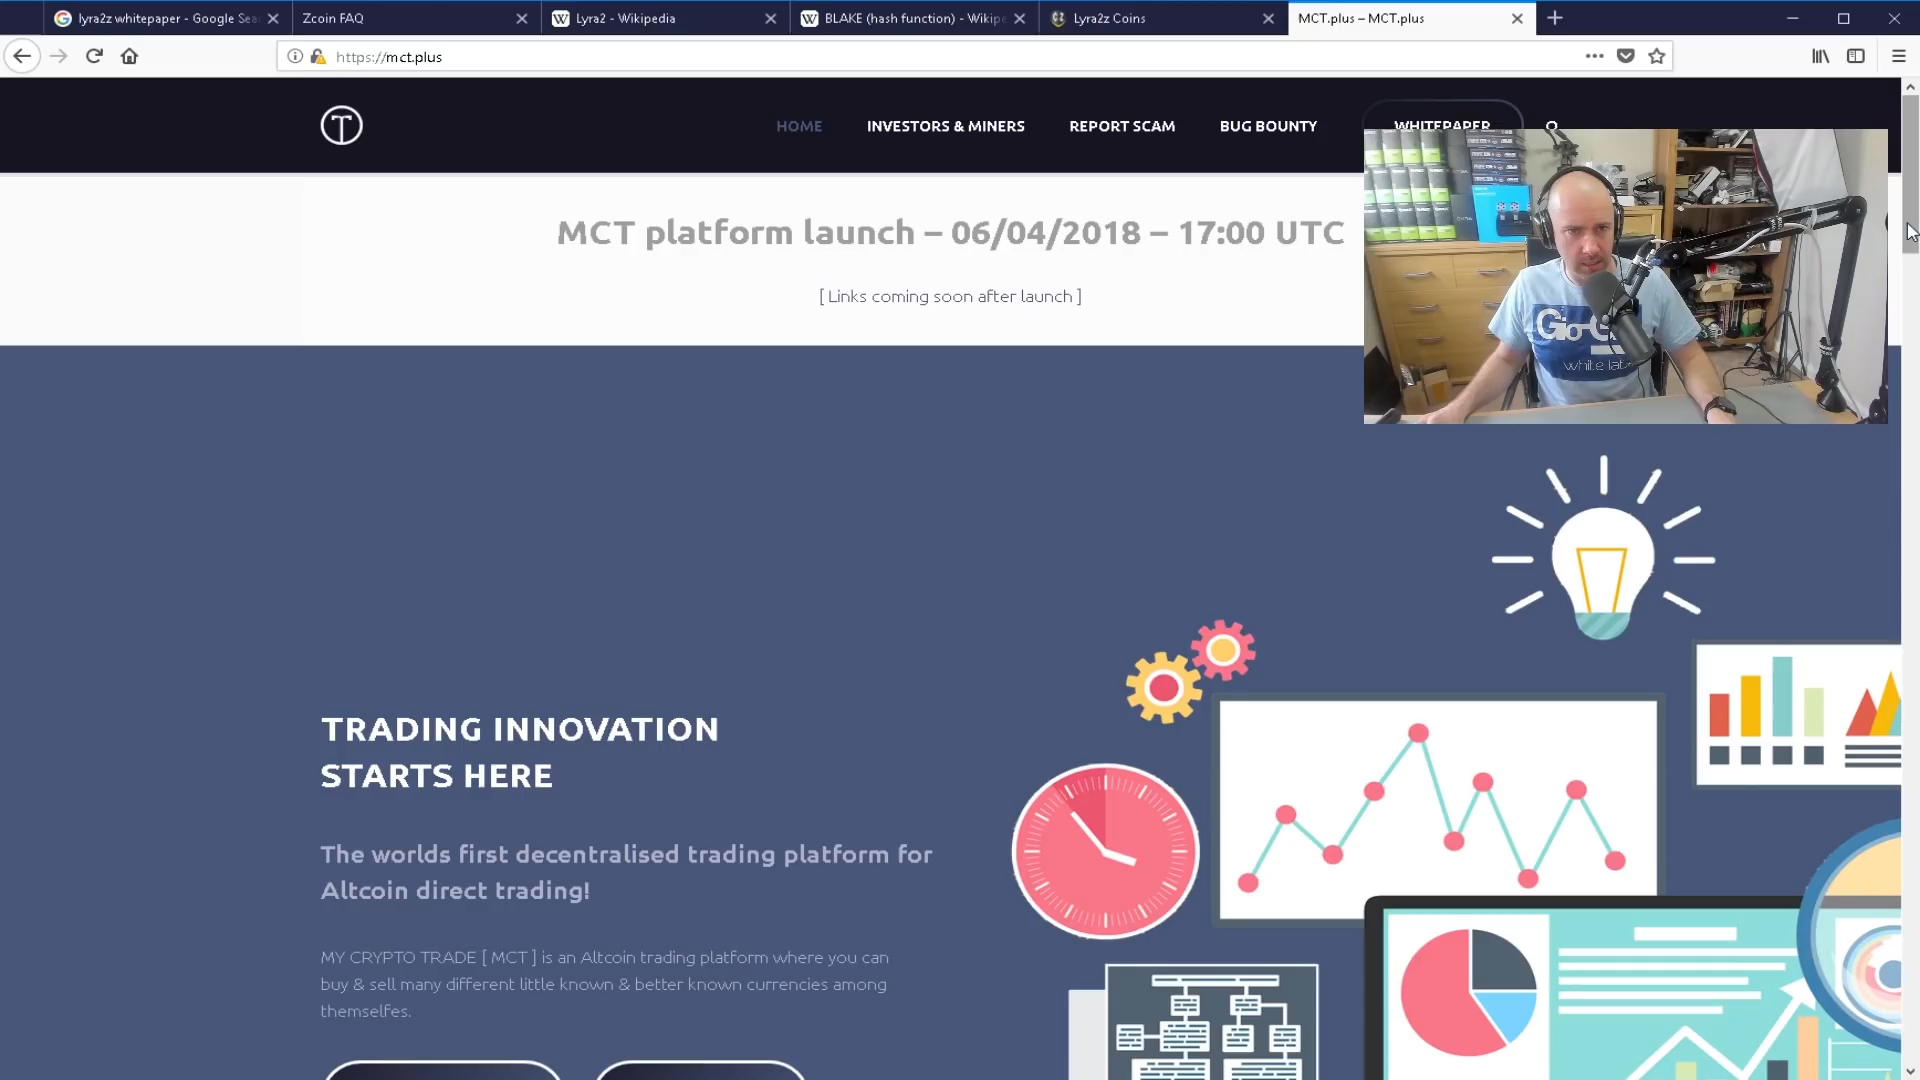 lyra2z whitepaper - Google Sea
Zcoin FAQ
Lyra2 - Wikipedia
BLAKE (hash function) - Wikipe
Lyra2z Coins
MCT.plus – MCT.plus
https://mct.plus
HOME
INVESTORS & MINERS
REPORT SCAM
BUG BOUNTY
WHITEPAPER
MCT platform launch – 06/04/2018 – 17:00 UTC
[ Links coming soon after launch ]
white lab
TRADING INNOVATION
STARTS HERE
The worlds first decentralised trading platform for
Altcoin direct trading!
MY CRYPTO TRADE [ MCT ] is an Altcoin trading platform where you can
buy & sell many different little known & better known currencies among
themselfes.